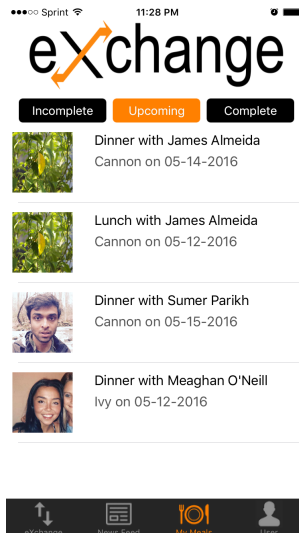 Sprint 11:28 PM
eXchange
Incomplete Upcoming Complete
Dinner with James Almeida
Cannon on 05-14-2016
Lunch with James Almeida
Cannon on 05-12-2016
Dinner with Sumer Parikh
Cannon on 05-15-2016
Dinner with Meaghan O'Neill
Ivy on 05-12-2016
eXchange News Feed My Meals User